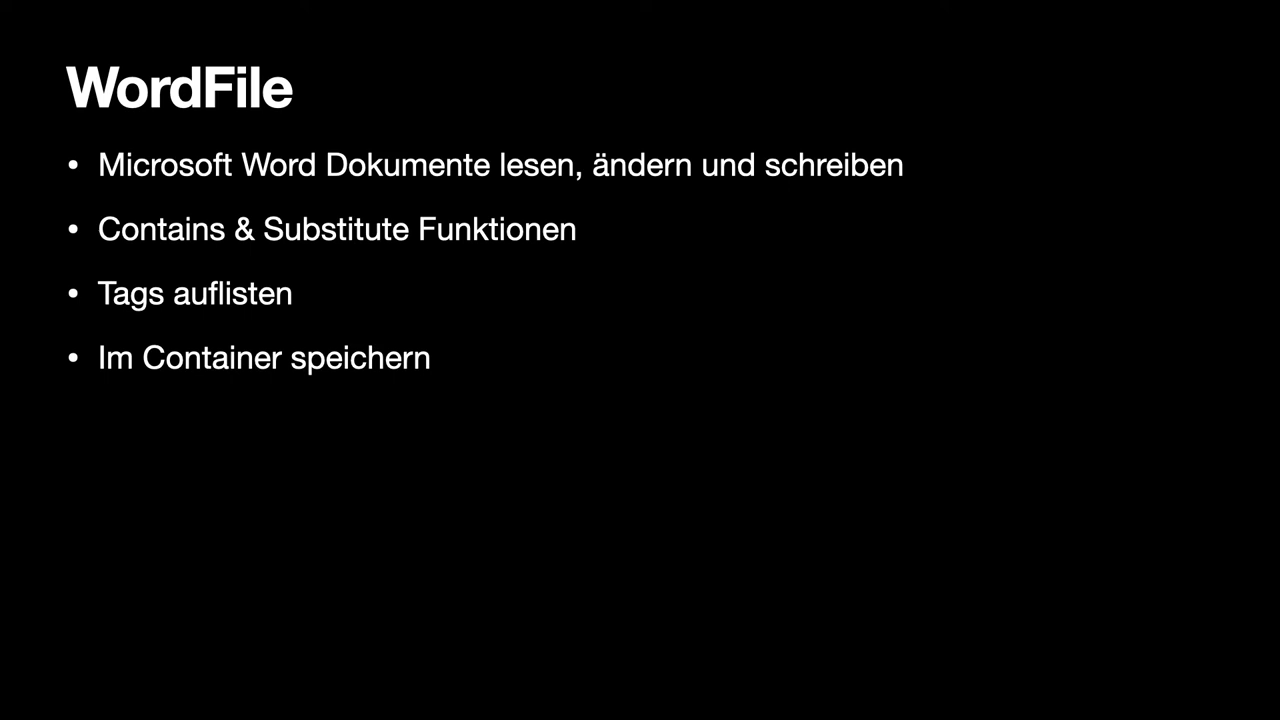 WordFile
• Microsoft Word Dokumente lesen, ändern und schreiben
• Contains & Substitute Funktionen
• Tags auflisten
• Im Container speichern